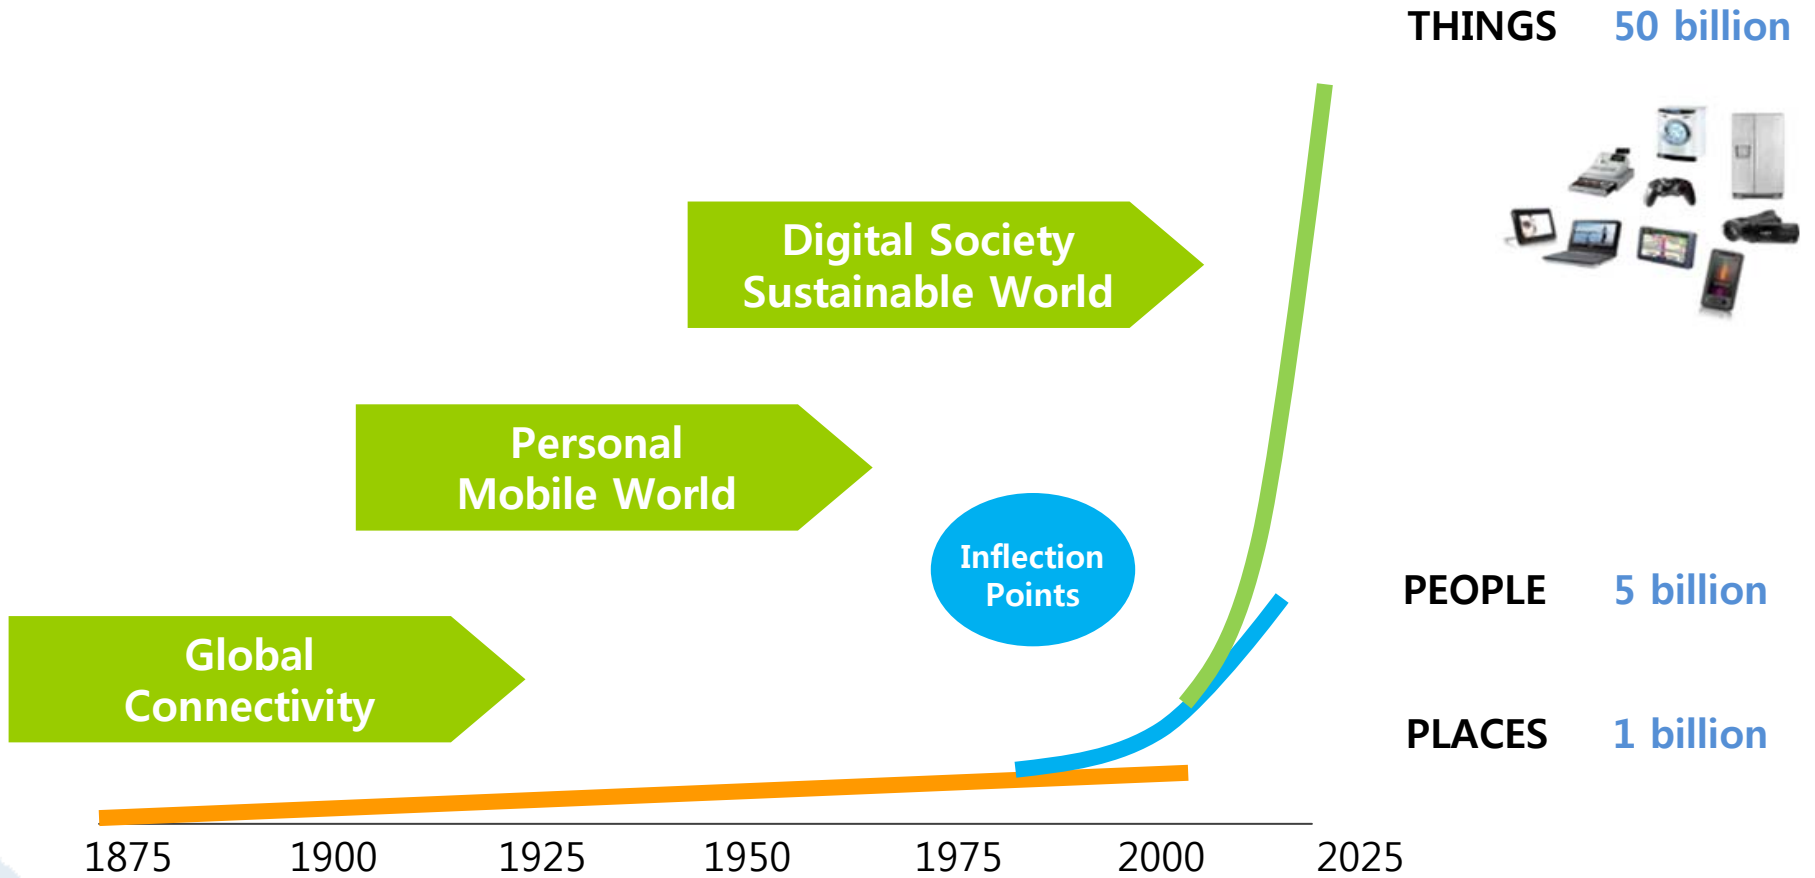 THINGS 50 billion
Digital Society
Sustainable World
Personal
Mobile World
Inflection
Points
PEOPLE 5 billion
Global
Connectivity
PLACES 1 billion
1875 1900 1925 1950 1975 2000 2025